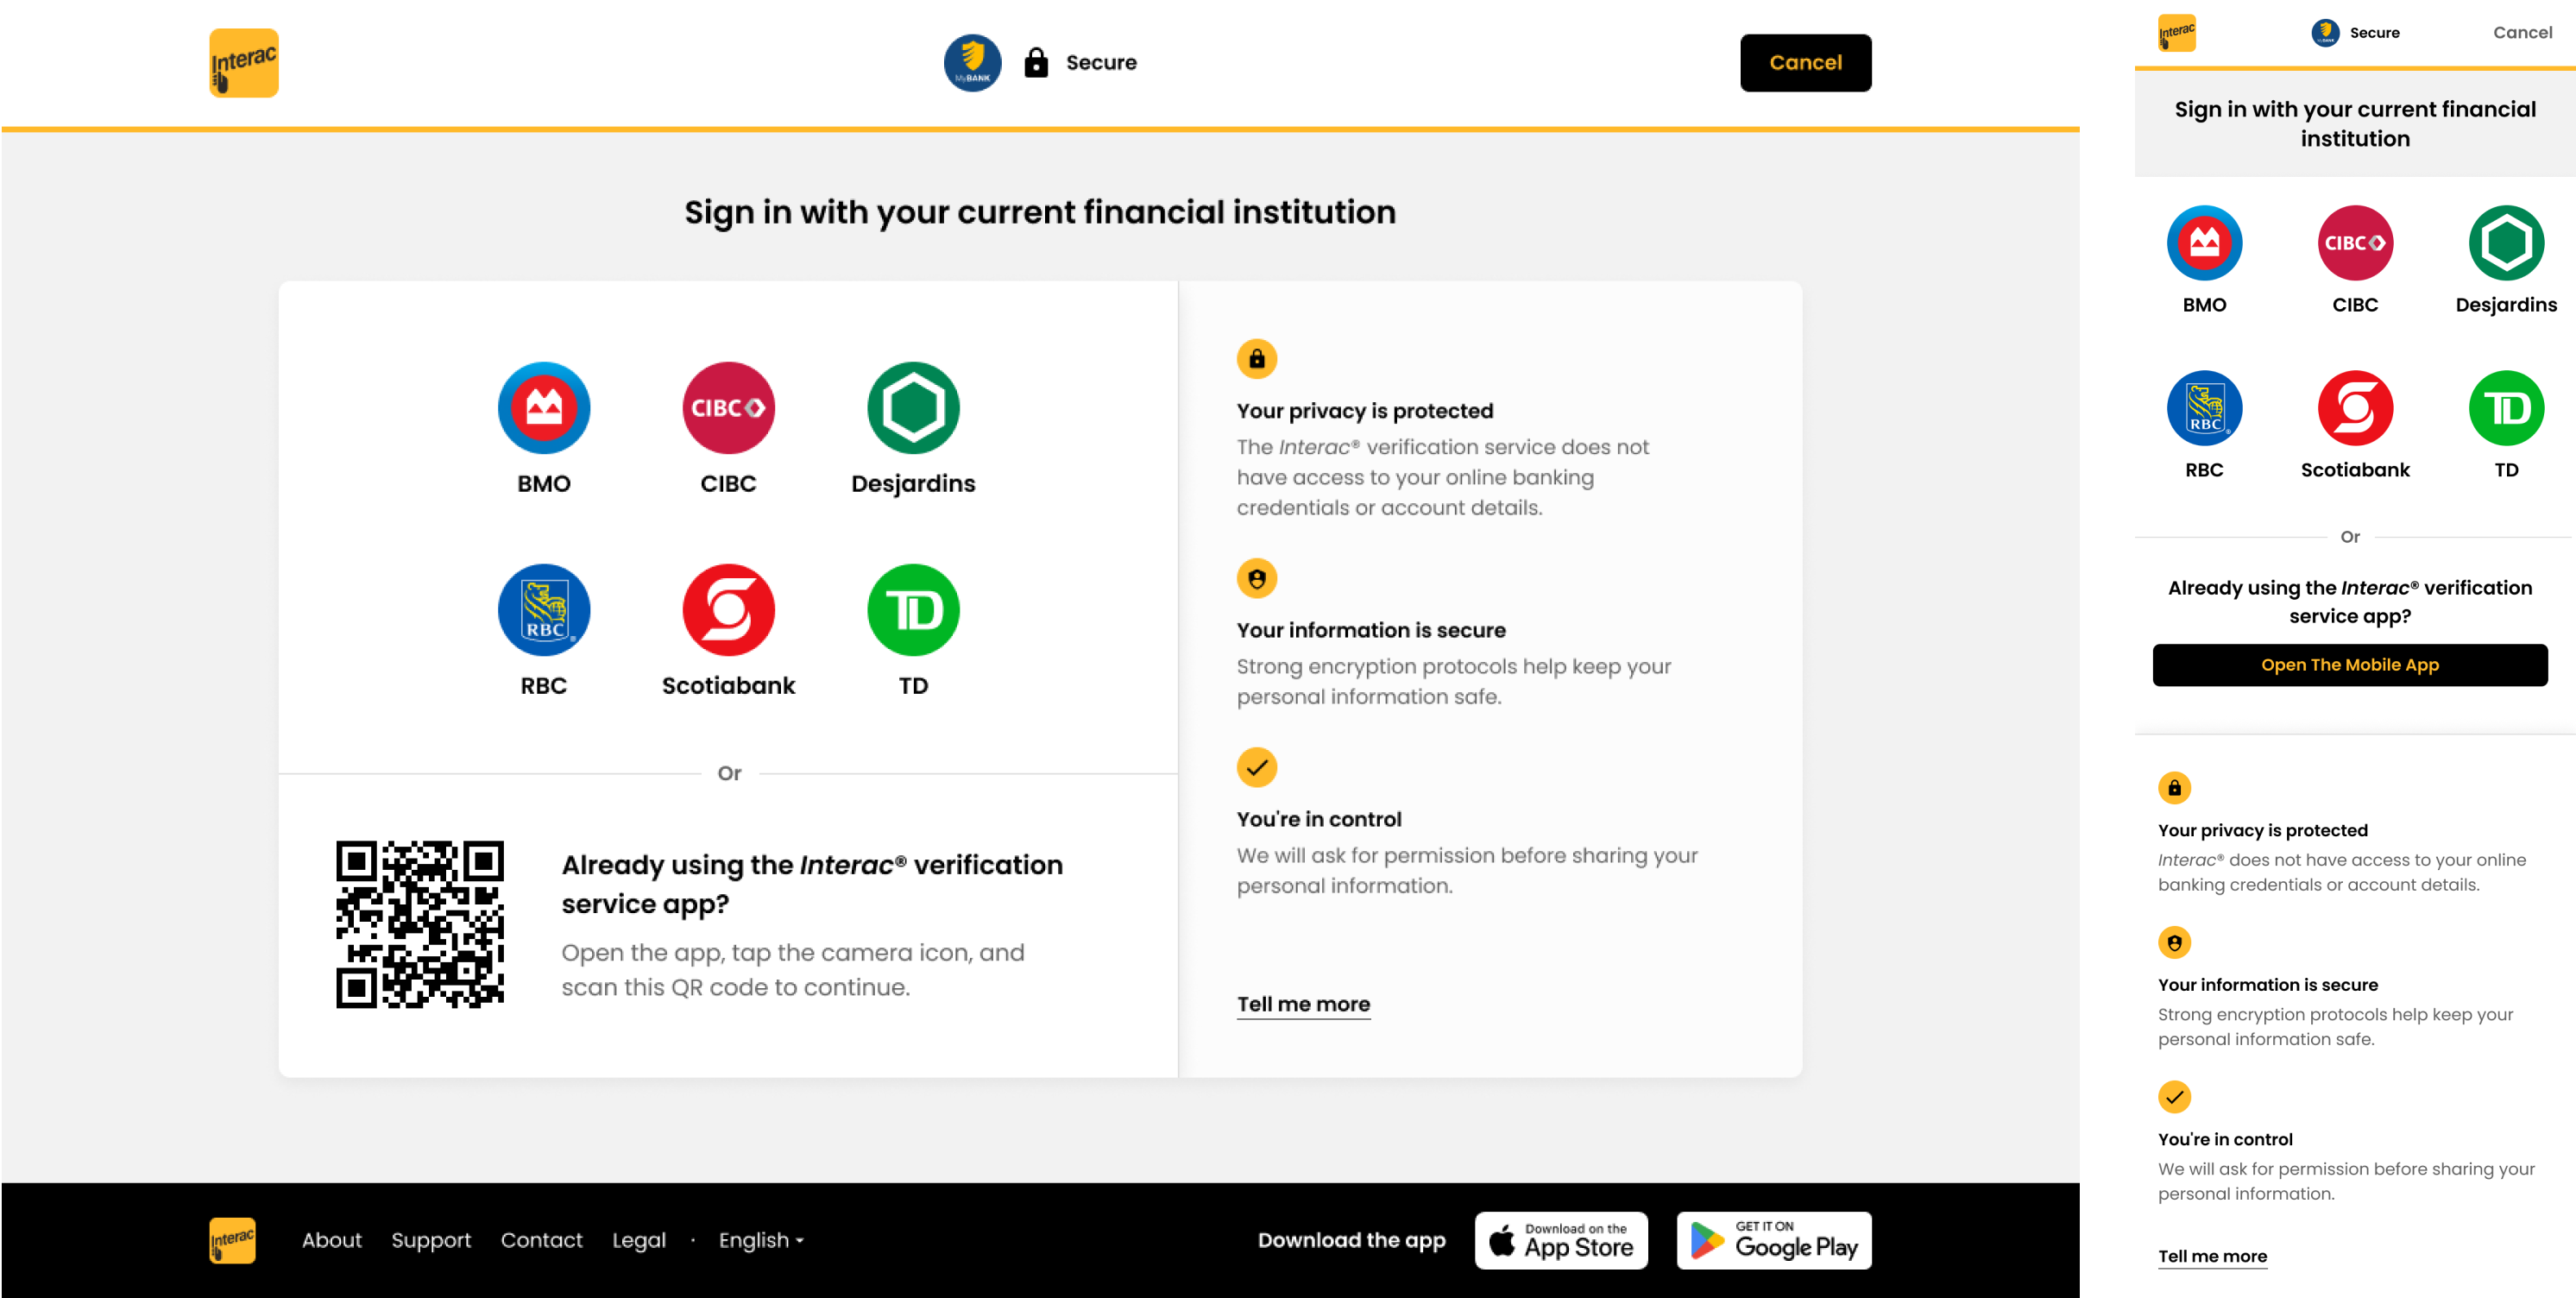 Interac
MyBANK
Secure
Cancel
Sign in with your current financial institution
CIBC
BMO
CIBC
Desjardins
RBC
RBC
Scotiabank
TD
TD
Or
Already using the Interac® verification
service app?
Open the app, tap the camera icon, and
scan this QR code to continue.
Your privacy is protected
The Interac® verification service does not
have access to your online banking
credentials or account details.
Your information is secure
Strong encryption protocols help keep your
personal information safe.
You're in control
We will ask for permission before sharing your
personal information.
Tell me more
Interac
About
Support
Contact
Legal
·
English
Download the app
Download on the
App Store
GET IT ON
Google Play
Interac
MyBANK
Secure
Cancel
Sign in with your current financial
institution
CIBC
BMO
CIBC
Desjardins
RBC
TD
RBC
Scotiabank
TD
Or
Already using the Interac® verification
service app?
Open The Mobile App
Your privacy is protected
Interac® does not have access to your online
banking credentials or account details.
Your information is secure
Strong encryption protocols help keep your
personal information safe.
You're in control
We will ask for permission before sharing your
personal information.
Tell me more